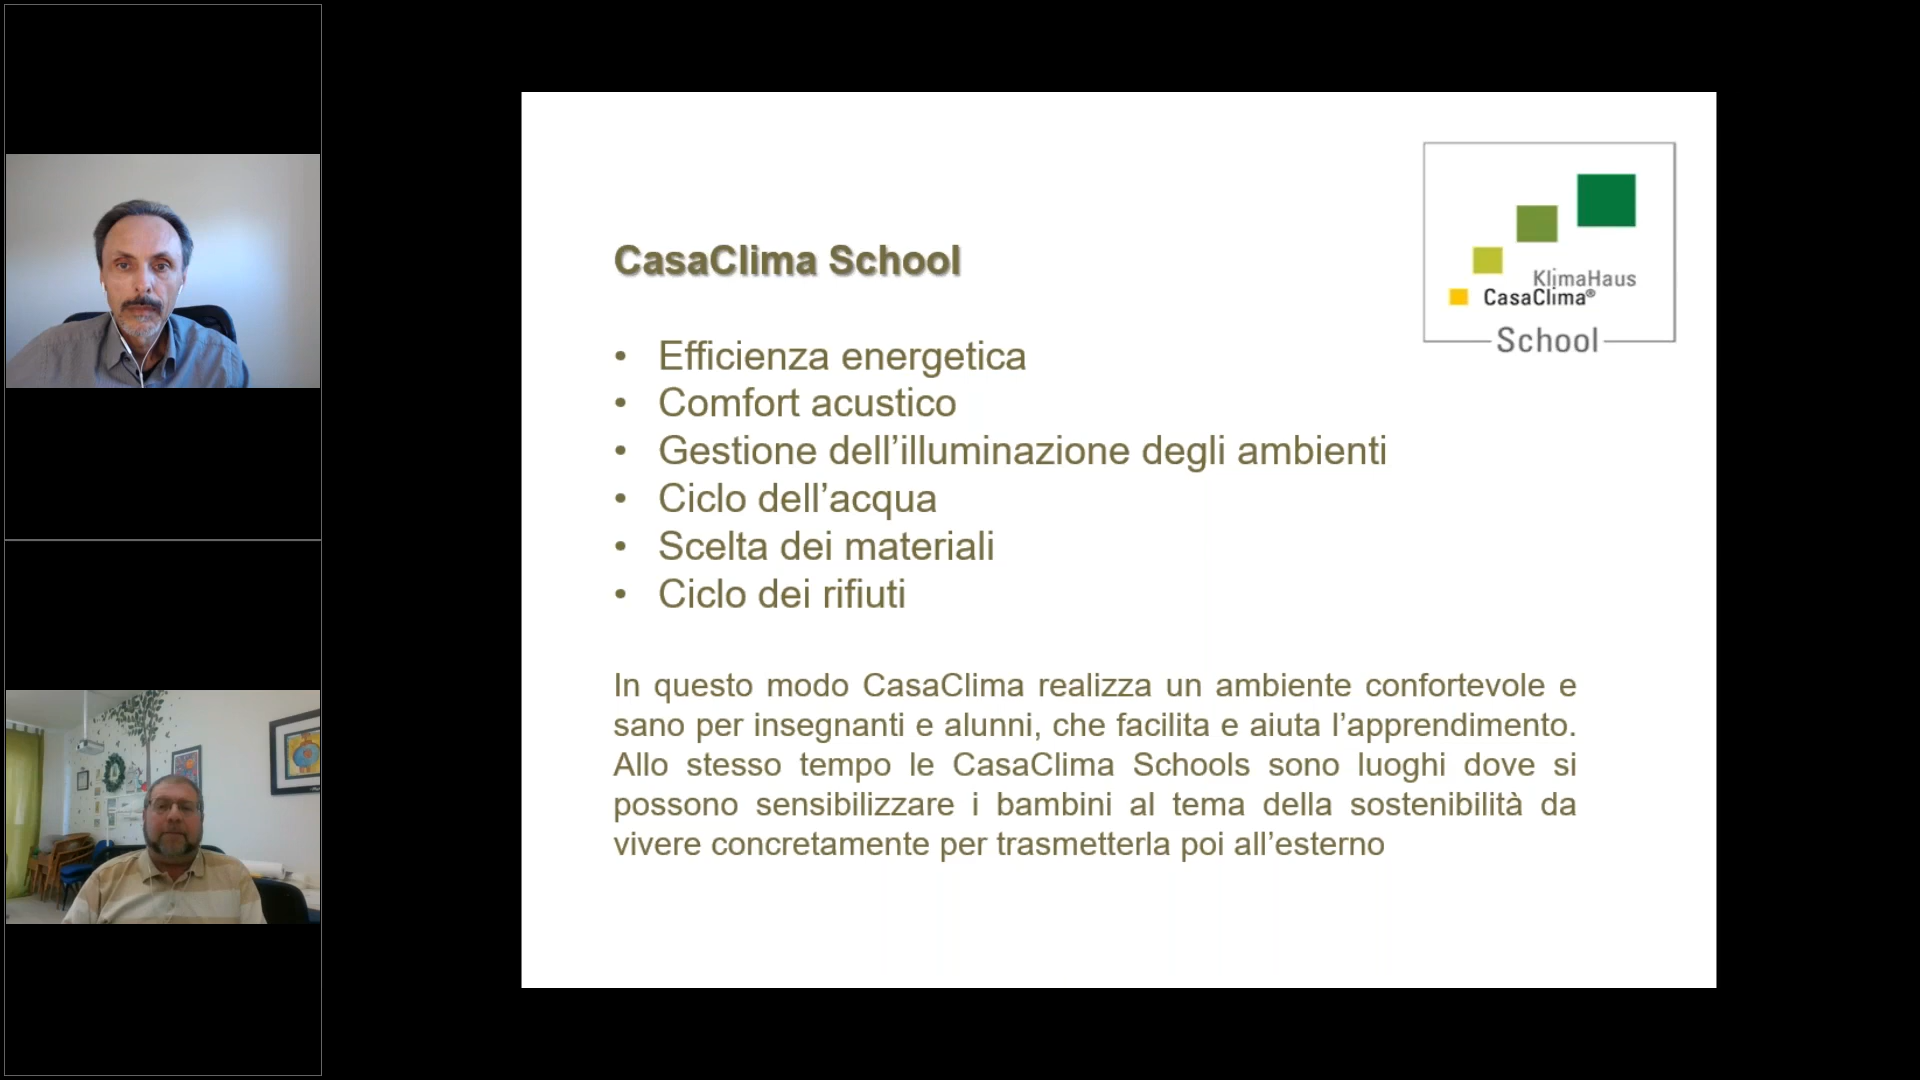 CasaClima School
KlimaHaus
CasaClima®
School
• Efficienza energetica
• Comfort acustico
• Gestione dell’illuminazione degli ambienti
• Ciclo dell’acqua
• Scelta dei materiali
• Ciclo dei rifiuti
In questo modo CasaClima realizza un ambiente confortevole e
sano per insegnanti e alunni, che facilita e aiuta l’apprendimento.
Allo stesso tempo le CasaClima Schools sono luoghi dove si
possono sensibilizzare i bambini al tema della sostenibilità da
vivere concretamente per trasmetterla poi all’esterno